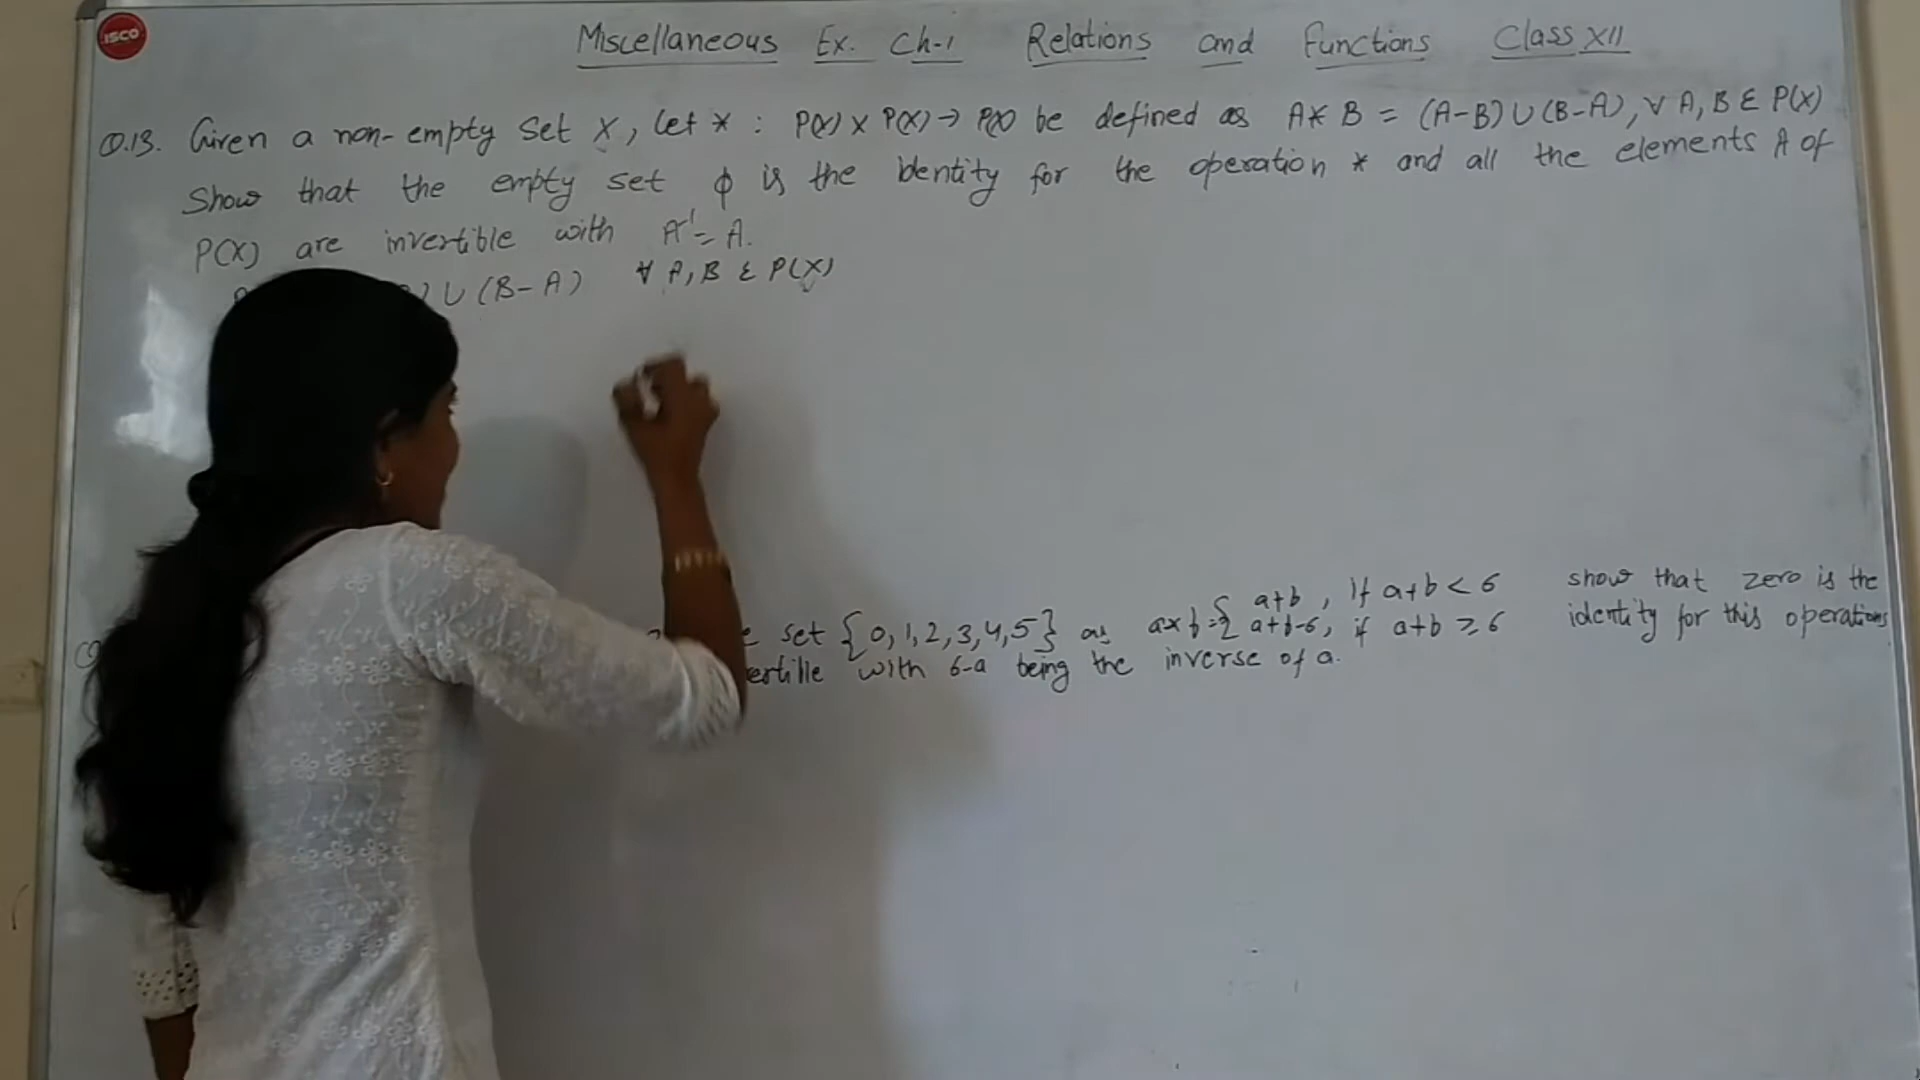 ISCO
Miscellaneous Ex. Ch-1 Relations and Functions Class XII
Q.13. Given a non-empty set X, let * : P(X) × P(X) → P(X) be defined as A * B = (A-B) ∪ (B-A), ∀ A, B ε P(X)
Show that the empty set φ is the identity for the operation * and all the elements A of
P(X) are invertible with A⁻¹ = A.
) ∪ (B-A) ∀ A, B ε P(X)
set {0,1,2,3,4,5} as a*b = { a+b, if a+b < 6 show that zero is the
a+b-6, if a+b ≥ 6 identity for this operations
with 6-a being the inverse of a.